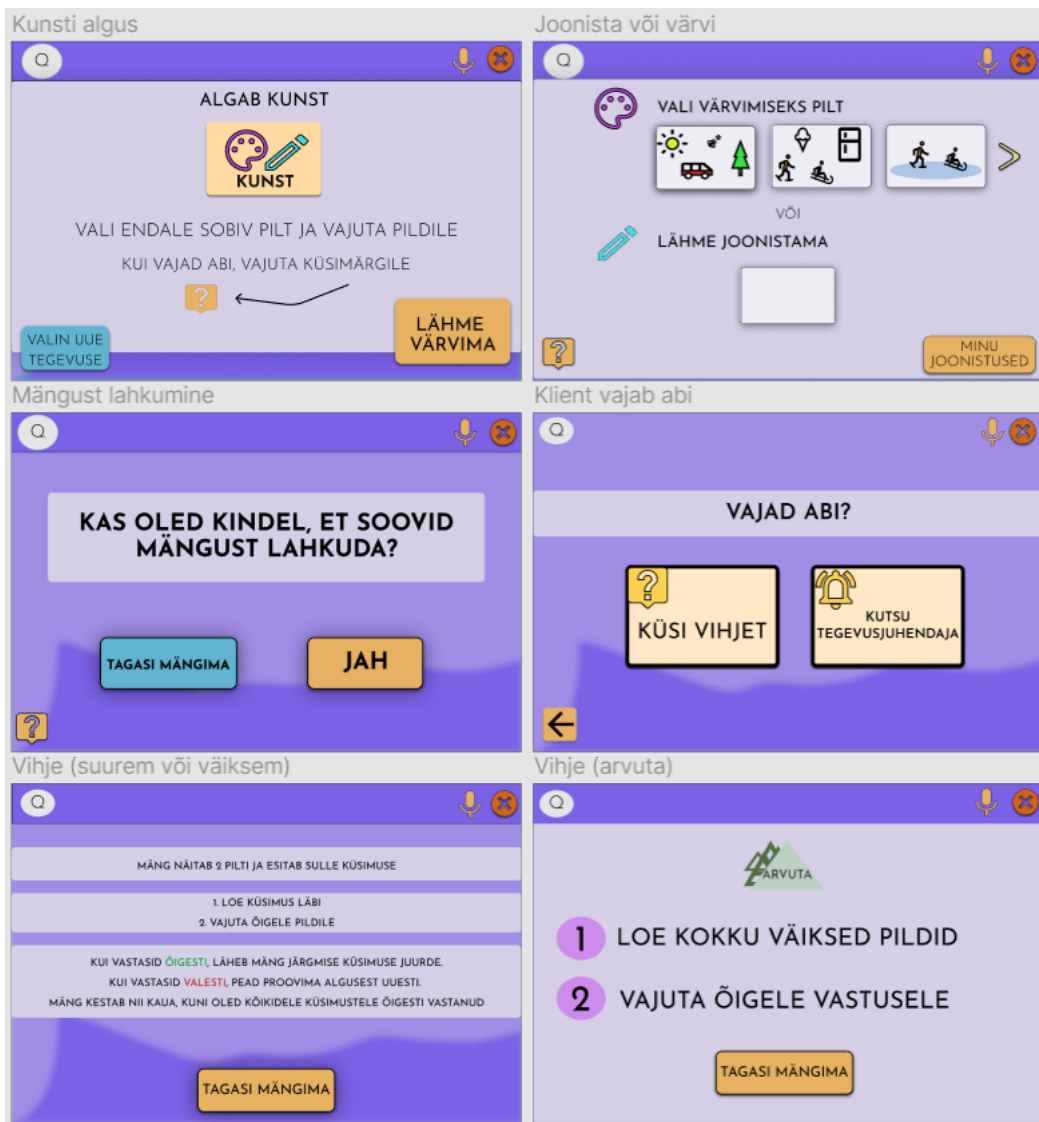 Kunsti algus
ALGAB KUNST
KUNST
VALI ENDALE SOBIV PILT JA VAJUTA PILDILE
KUI VAJAD ABI, VAJUTA KÜSIMÄRGILE
?
VALIN UUE
TEGEVUSE
LÄHME
VÄRVIMA
Joonista või värvi
VALI VÄRVIMISEKS PILT
VÕI
LÄHME JOONISTAMA
?
MINU
JOONISTUSED
Mängust lahkumine
KAS OLED KINDEL, ET SOOVID
MÄNGUST LAHKUDA?
TAGASI MÄNGIMA
JAH
?
Klient vajab abi
VAJAD ABI?
?
KÜSI VIHJET
KUTSU
TEGEVUSJUHENDAJA
Vihje (suurem või väiksem)
MÄNG NÄITAB 2 PILTI JA ESITAB SULLE KÜSIMUSE
1. LOE KÜSIMUS LÄBI
2. VAJUTA ÕIGELE PILDILE
KUI VASTASID ÕIGESTI, LÄHEB MÄNG JÄRGMISE KÜSIMUSE JUURDE.
KUI VASTASID VALESTI, PEAD PROOVIMA ALGUSEST UUESTI.
MÄNG KESTAB NII KAUA, KUNI OLED KÕIKIDELE KÜSIMUSTELE ÕIGESTI VASTANUD
TAGASI MÄNGIMA
Vihje (arvuta)
ARVUTA
1 LOE KOKKU VÄIKSED PILDID
2 VAJUTA ÕIGELE VASTUSELE
TAGASI MÄNGIMA